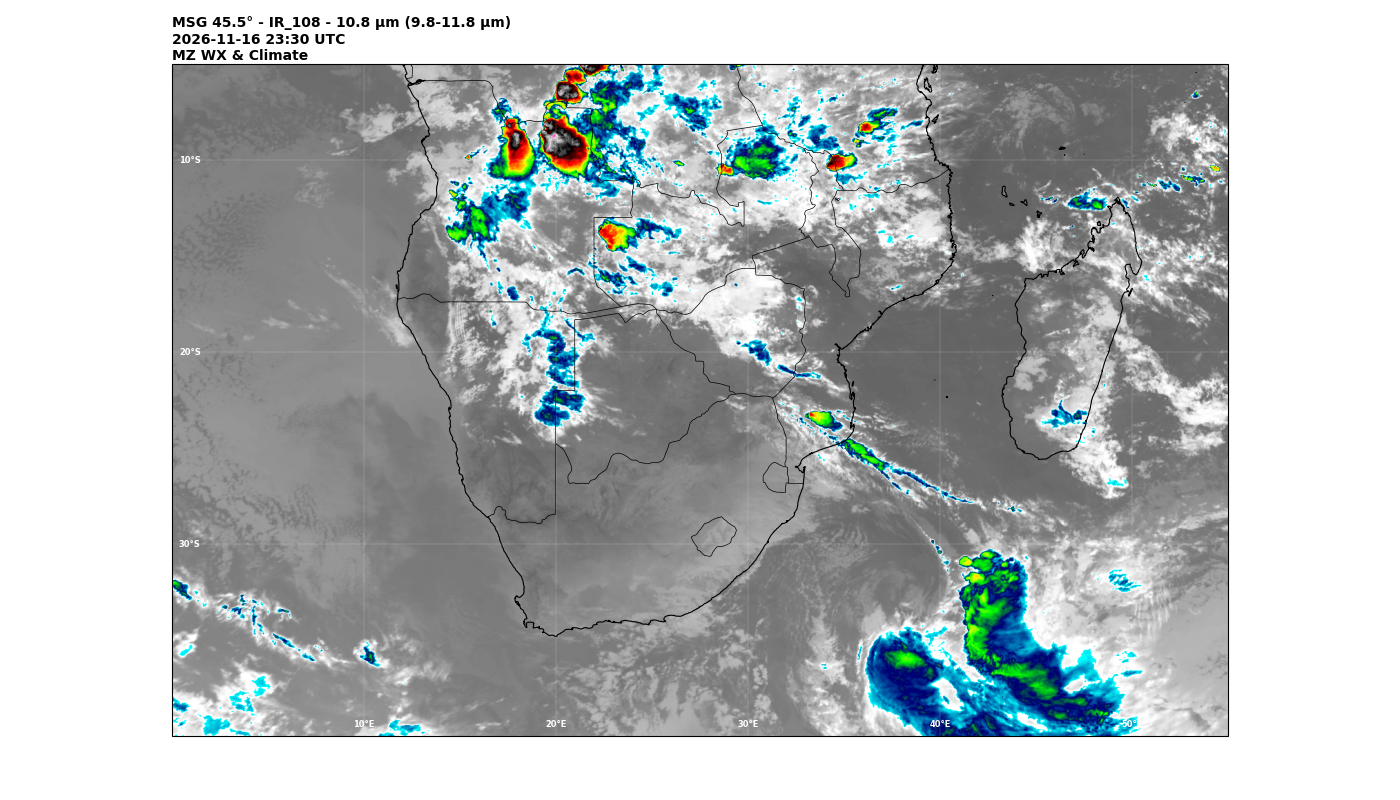 MSG 45.5° - IR_108 - 10.8 μm (9.8-11.8 μm)
2026-11-16 23:30 UTC
MZ WX & Climate
10°S
20°S
30°S
10°E 20°E 30°E 40°E 50°